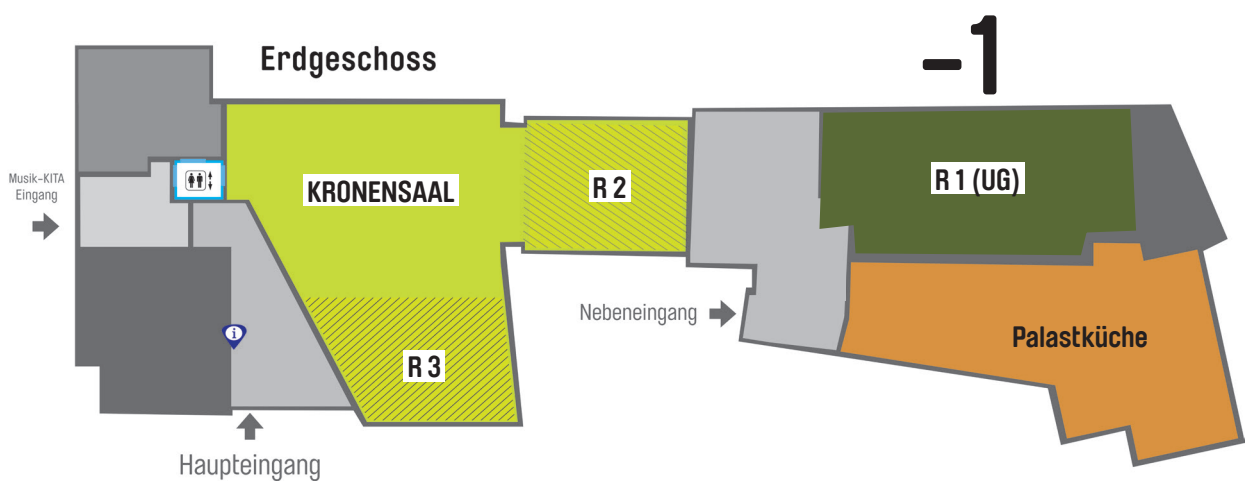 -1
Erdgeschoss
Musik-KITA
Eingang
KRONENSAAL
R 2
R 1 (UG)
Nebeneingang
Palastküche
i
R 3
Haupteingang